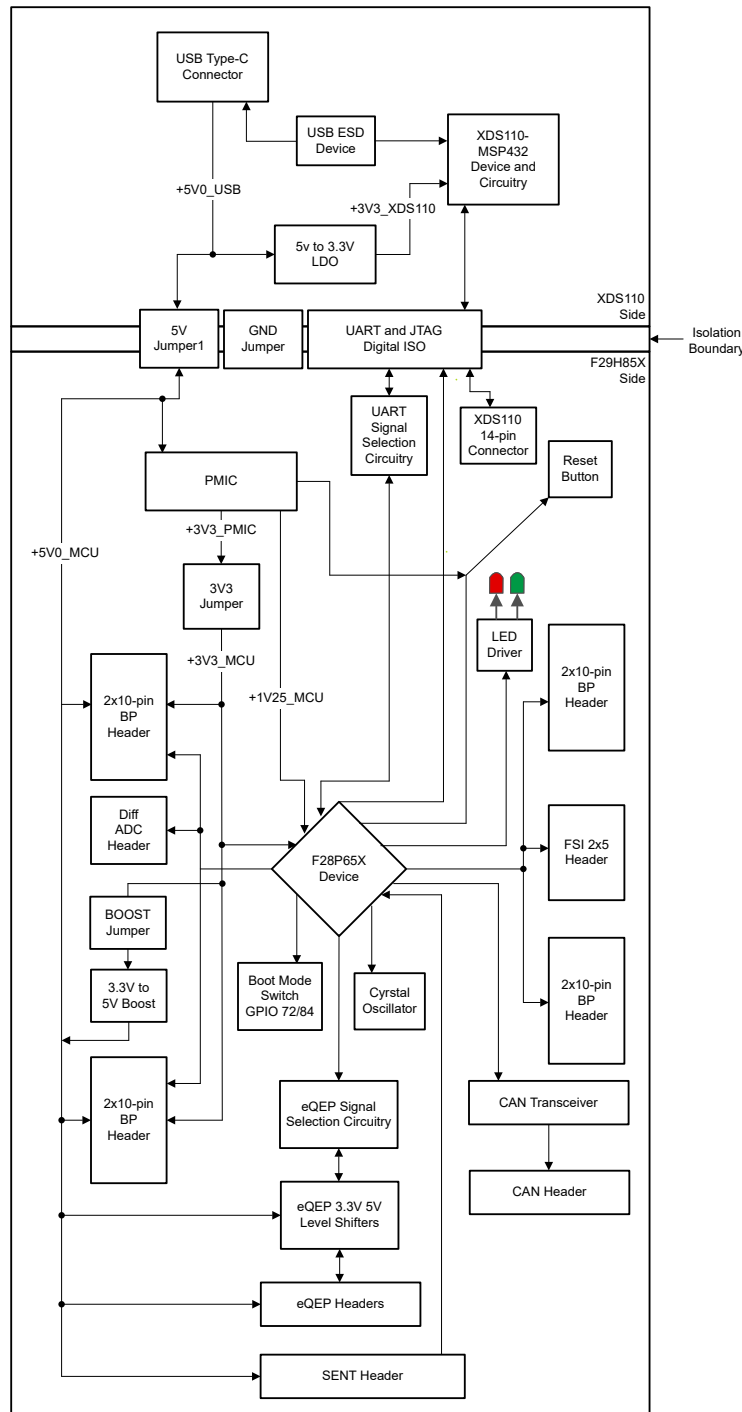 USB Type-C
Connector
USB ESD
Device
XDS110-
MSP432
Device and
Circuitry
+5V0_USB
+3V3_XDS110
5v to 3.3V
LDO
XDS110
Side
5V
Jumper1
GND
Jumper
UART and JTAG
Digital ISO
Isolation
Boundary
F29H85X
Side
UART
Signal
Selection
Circuitry
XDS110
14-pin
Connector
Reset
Button
PMIC
+3V3_PMIC
+5V0_MCU
3V3
Jumper
LED
Driver
+3V3_MCU
2x10-pin
BP
Header
+1V25_MCU
2x10-pin
BP
Header
Diff
ADC
Header
F28P65X
Device
FSI 2x5
Header
BOOST
Jumper
3.3V to
5V Boost
Boot Mode
Switch
GPIO 72/84
Cyrstal
Oscillator
2x10-pin
BP
Header
2x10-pin
BP
Header
eQEP Signal
Selection Circuitry
CAN Transceiver
CAN Header
eQEP 3.3V 5V
Level Shifters
eQEP Headers
SENT Header